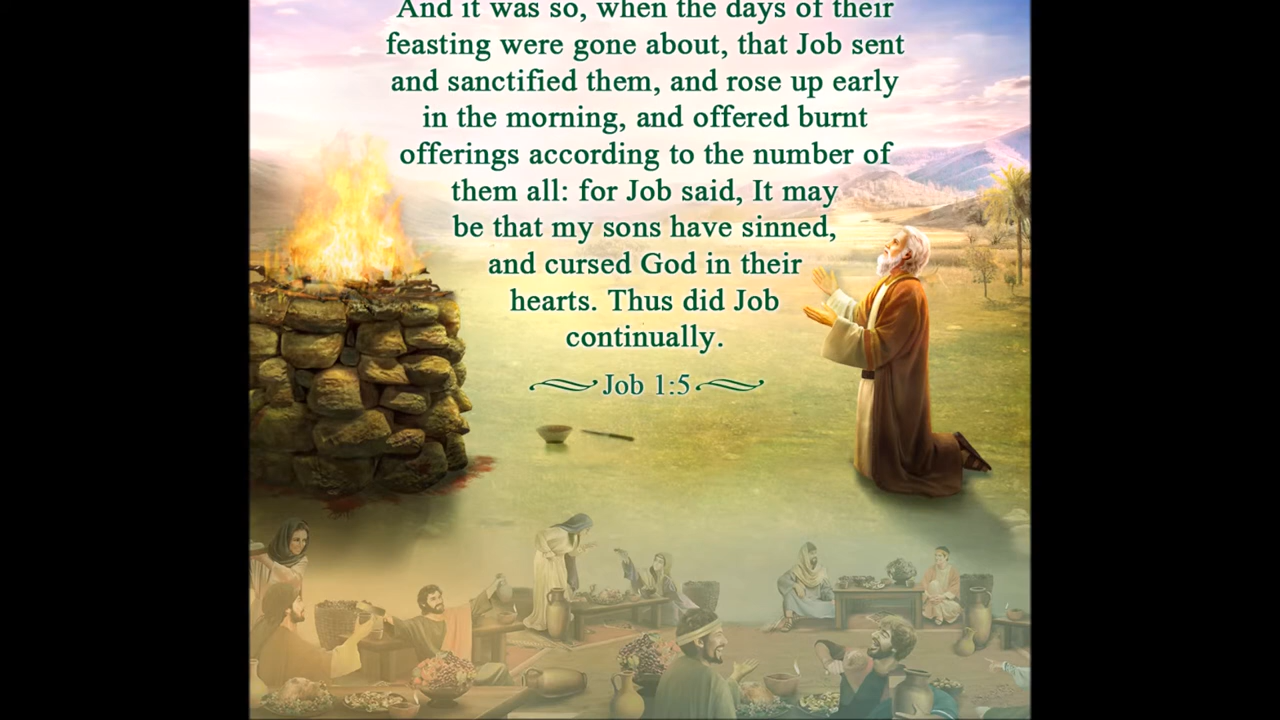 And it was so, when the days of their
feasting were gone about, that Job sent
and sanctified them, and rose up early
in the morning, and offered burnt
offerings according to the number of
them all: for Job said, It may
be that my sons have sinned,
and cursed God in their
hearts. Thus did Job
continually.
Job 1:5